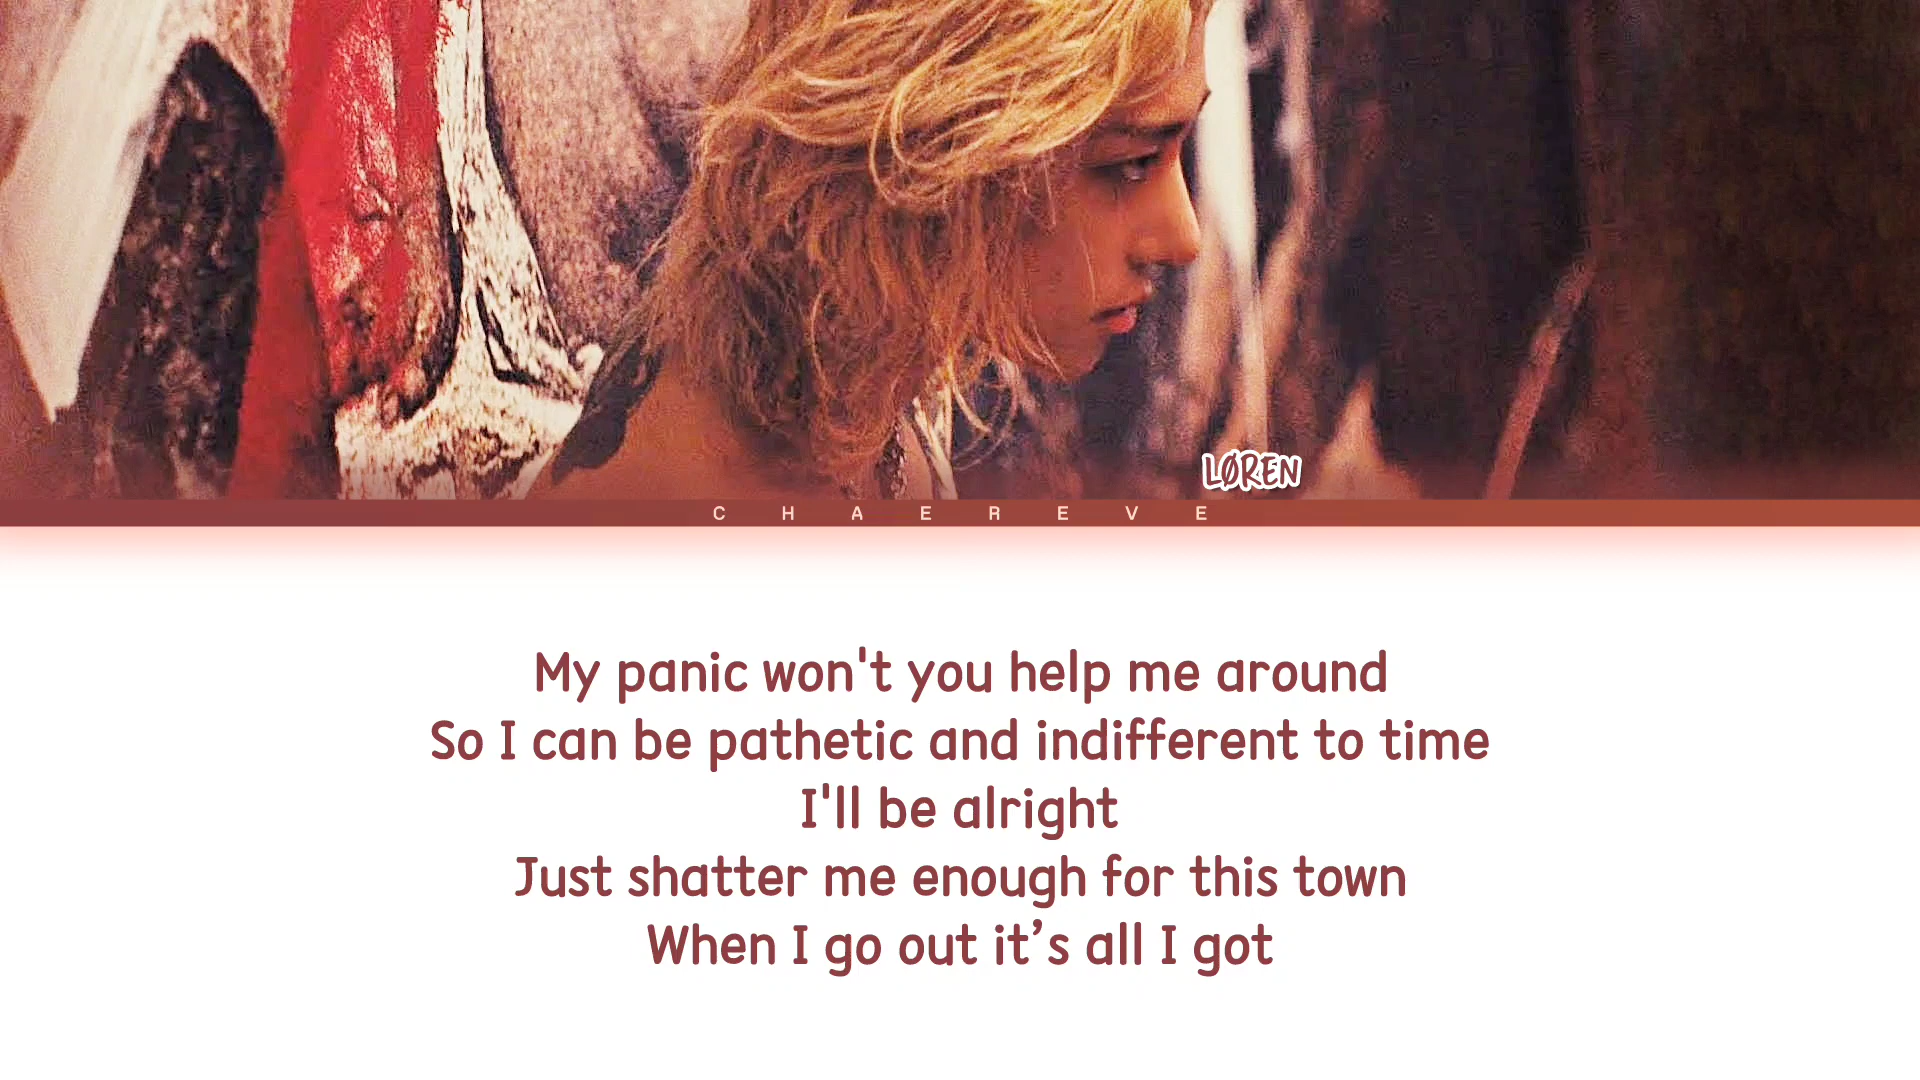 LØREN
CHAEREVE
My panic won't you help me around
So I can be pathetic and indifferent to time
I'll be alright
Just shatter me enough for this town
When I go out it’s all I got